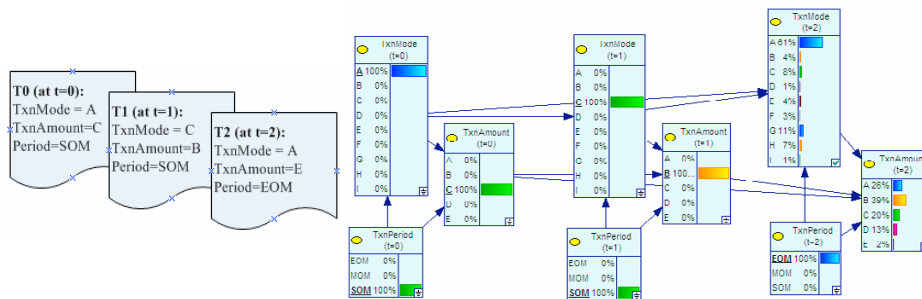 T0 (at t=0):
TxnMode = A
TxnAmount=C
Period=SOM
T1 (at t=1):
TxnMode = C
TxnAmount=B
Period=SOM
T2 (at t=2):
TxnMode = A
TxnAmount=E
Period=EOM
TxnMode
(t=0)
A 100%
B 0%
C 0%
D 0%
E 0%
F 0%
G 0%
H 0%
I 0%
TxnAmount
(t=0)
A 0%
B 0%
C 100%
D 0%
E 0%
TxnPeriod
(t=0)
EOM 0%
MOM 0%
SOM 100%
TxnMode
(t=1)
A 0%
B 0%
C 100%
D 0%
E 0%
F 0%
G 0%
H 0%
I 0%
TxnAmount
(t=1)
A 0%
B 100...
C 0%
D 0%
E 0%
TxnPeriod
(t=1)
EOM 0%
MOM 0%
SOM 100%
TxnMode
(t=2)
A 61%
B 4%
C 8%
D 1%
E 4%
F 3%
G 11%
H 7%
I 1%
TxnAmount
(t=2)
A 26%
B 39%
C 20%
D 13%
E 2%
TxnPeriod
(t=2)
EOM 100%
MOM 0%
SOM 0%